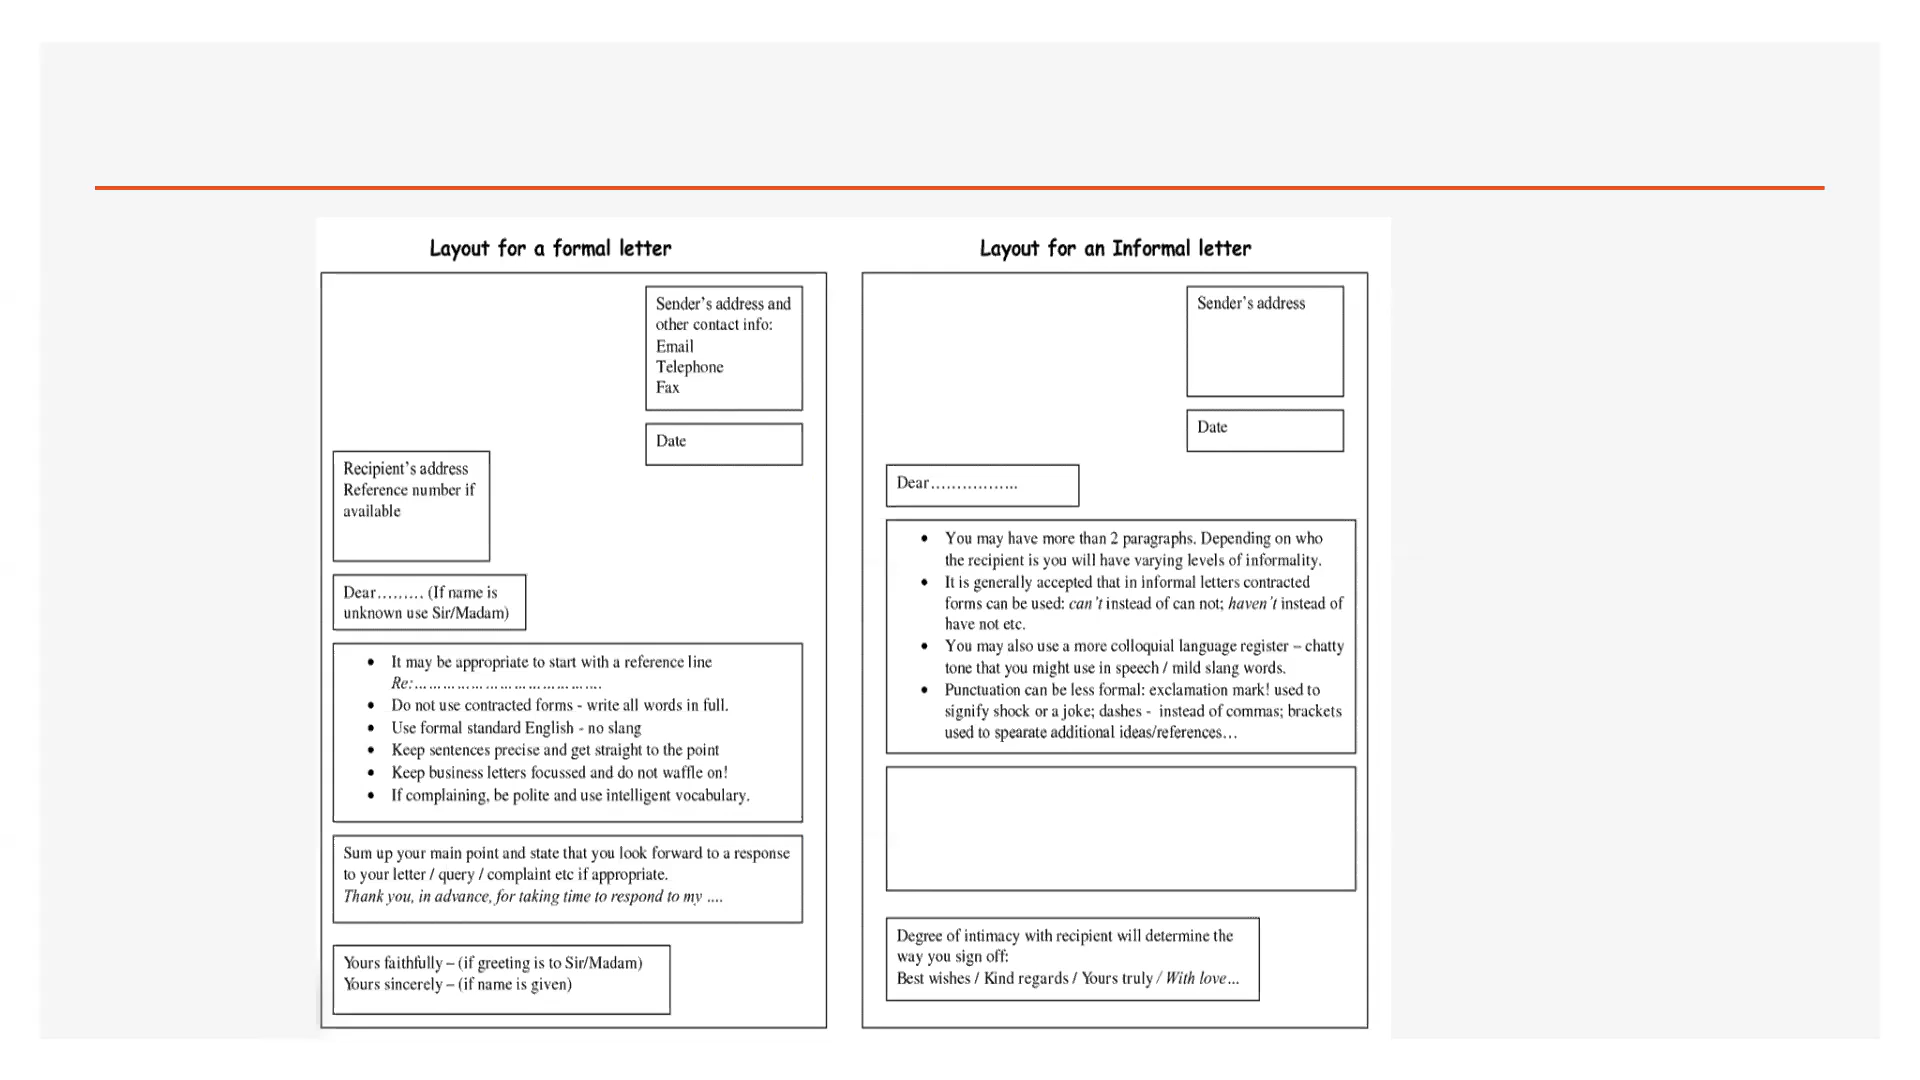 Layout for a formal letter
Sender's address and
other contact info:
Email
Telephone
Fax
Date
Recipient's address
Reference number if
available
Dear......... (If name is
unknown use Sir/Madam)
• It may be appropriate to start with a reference line
Re:.......................................
• Do not use contracted forms - write all words in full.
• Use formal standard English - no slang
• Keep sentences precise and get straight to the point
• Keep business letters focussed and do not waffle on!
• If complaining, be polite and use intelligent vocabulary.
Sum up your main point and state that you look forward to a response
to your letter / query / complaint etc if appropriate.
Thank you, in advance, for taking time to respond to my ....
Yours faithfully – (if greeting is to Sir/Madam)
Yours sincerely – (if name is given)
Layout for an Informal letter
Sender's address
Date
Dear.................
• You may have more than 2 paragraphs. Depending on who
the recipient is you will have varying levels of informality.
• It is generally accepted that in informal letters contracted
forms can be used: can't instead of can not; haven't instead of
have not etc.
• You may also use a more colloquial language register – chatty
tone that you might use in speech / mild slang words.
• Punctuation can be less formal: exclamation mark! used to
signify shock or a joke; dashes - instead of commas; brackets
used to spearate additional ideas/references…
Degree of intimacy with recipient will determine the
way you sign off:
Best wishes / Kind regards / Yours truly / With love…